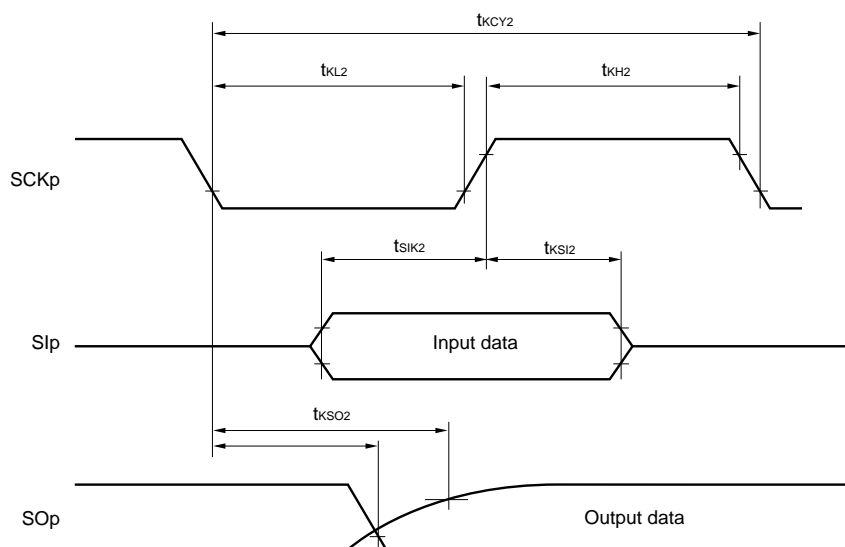 tKCY2
tKL2
tKH2
SCKp
tSIK2
tKSI2
SIp
Input data
tKSO2
SOp
Output data